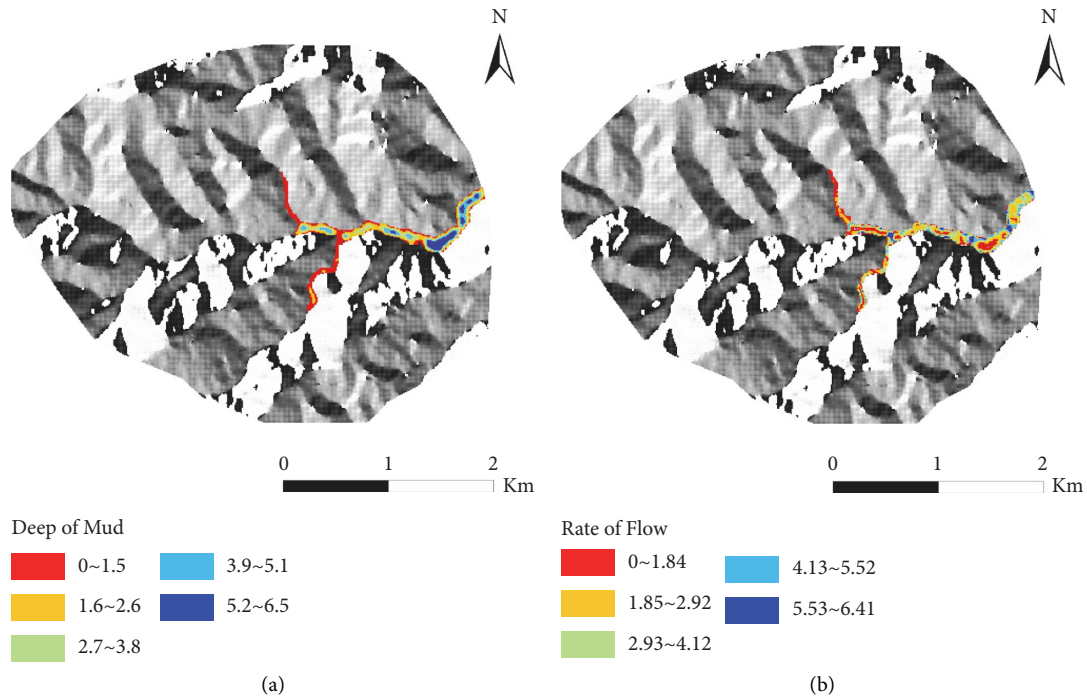 N
N
0 1 2
Km
0 1 2
Km
Deep of Mud
0~1.5
1.6~2.6
2.7~3.8
3.9~5.1
5.2~6.5
(a)
Rate of Flow
0~1.84
1.85~2.92
2.93~4.12
4.13~5.52
5.53~6.41
(b)